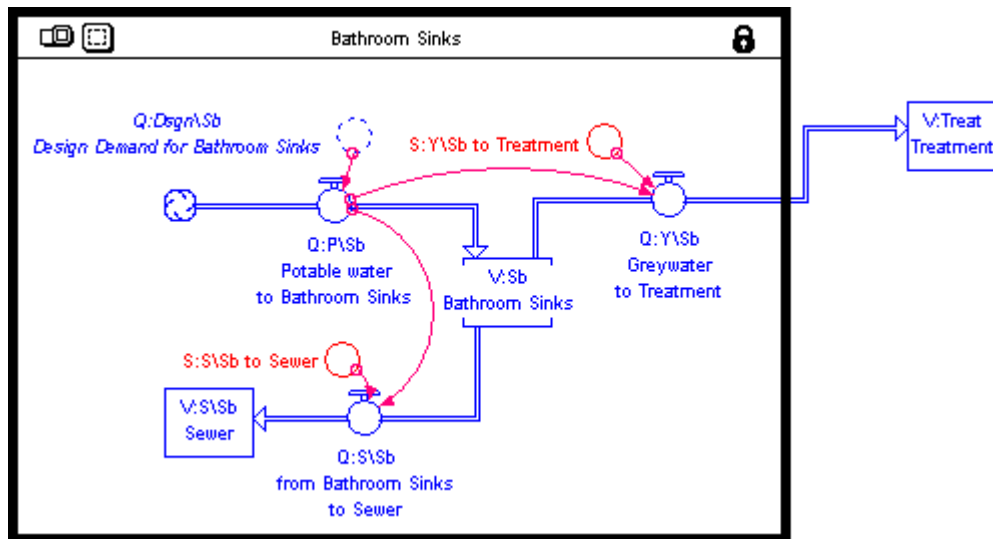 Bathroom Sinks
Q:Dsgn\Sb
Design Demand for Bathroom Sinks
S:Y\Sb to Treatment
V:Treat
Treatment
Q:P\Sb
Potable water
to Bathroom Sinks
Q:Y\Sb
Greywater
to Treatment
V:Sb
Bathroom Sinks
S:S\Sb to Sewer
V:S\Sb
Sewer
Q:S\Sb
from Bathroom Sinks
to Sewer